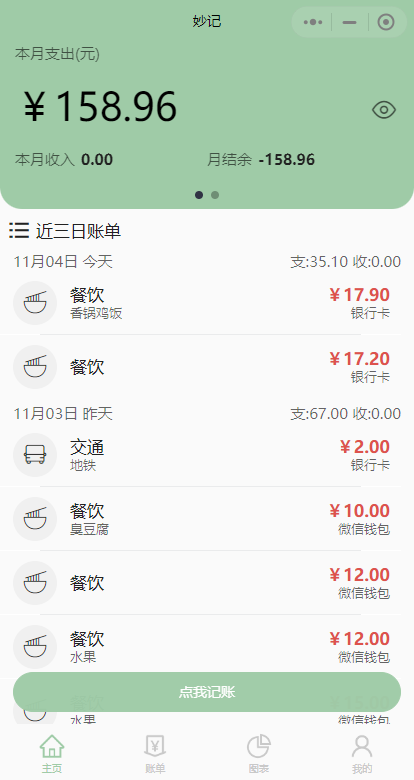 妙记
本月支出(元)
￥158.96
本月收入 0.00 月结余 -158.96
近三日账单
11月04日 今天 支:35.10 收:0.00
餐饮 ￥17.90
香锅鸡饭 银行卡
餐饮 ￥17.20
银行卡
11月03日 昨天 支:67.00 收:0.00
交通 ￥2.00
地铁 银行卡
餐饮 ￥10.00
臭豆腐 微信钱包
餐饮 ￥12.00
微信钱包
餐饮 ￥12.00
水果 微信钱包
点我记账
水果 微信钱包
主页 账单 图表 我的